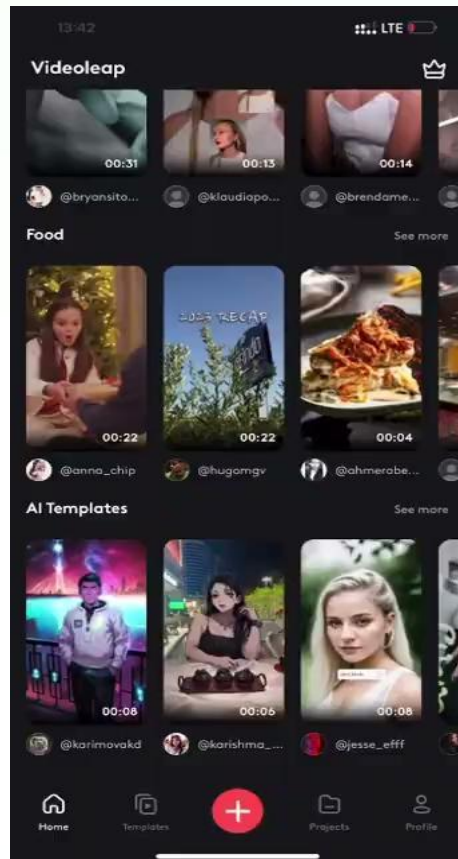 13:42
LTE
Videoleap
00:31
00:13
00:14
@bryansito...
@klaudiapo...
@brendame...
Food
See more
2023 RECAP
00:22
00:22
00:04
@anna_chip
@hugomgv
@ahmerabe...
AI Templates
See more
00:08
00:06
00:08
@karimovakd
@karishma_...
@jesse_efff
Home
Templates
Projects
Profile